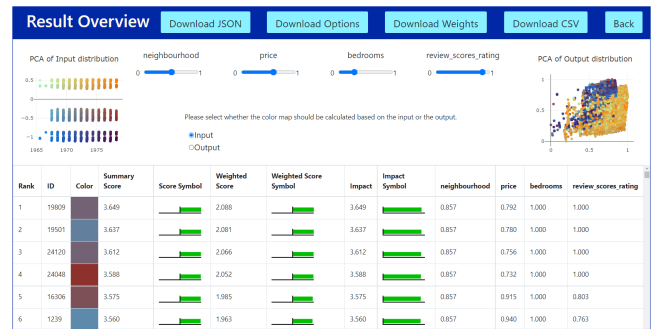 Result Overview
Download JSON
Download Options
Download Weights
Download CSV
Back
PCA of Input distribution
neighbourhood
price
bedrooms
review_scores_rating
PCA of Output distribution
0 1
0 1
0 1
0 1
0.5
0
−0.5
−1
1965 1970 1975
Please select whether the color map should be calculated based on the input or the output.
Input
Output
1
0.5
0
0 0.5 1
Rank ID Color Summary Score Score Symbol Weighted Score Weighted Score Symbol Impact Impact Symbol neighbourhood price bedrooms review_scores_rating
1 19809 3.649 2.088 3.649 0.857 0.792 1.000 1.000
2 19501 3.637 2.081 3.637 0.857 0.780 1.000 1.000
3 24120 3.612 2.066 3.612 0.857 0.756 1.000 1.000
4 24048 3.588 2.052 3.588 0.857 0.732 1.000 1.000
5 16306 3.575 1.985 3.575 0.857 0.915 1.000 0.803
6 1239 3.560 1.963 3.560 0.857 0.940 1.000 0.763